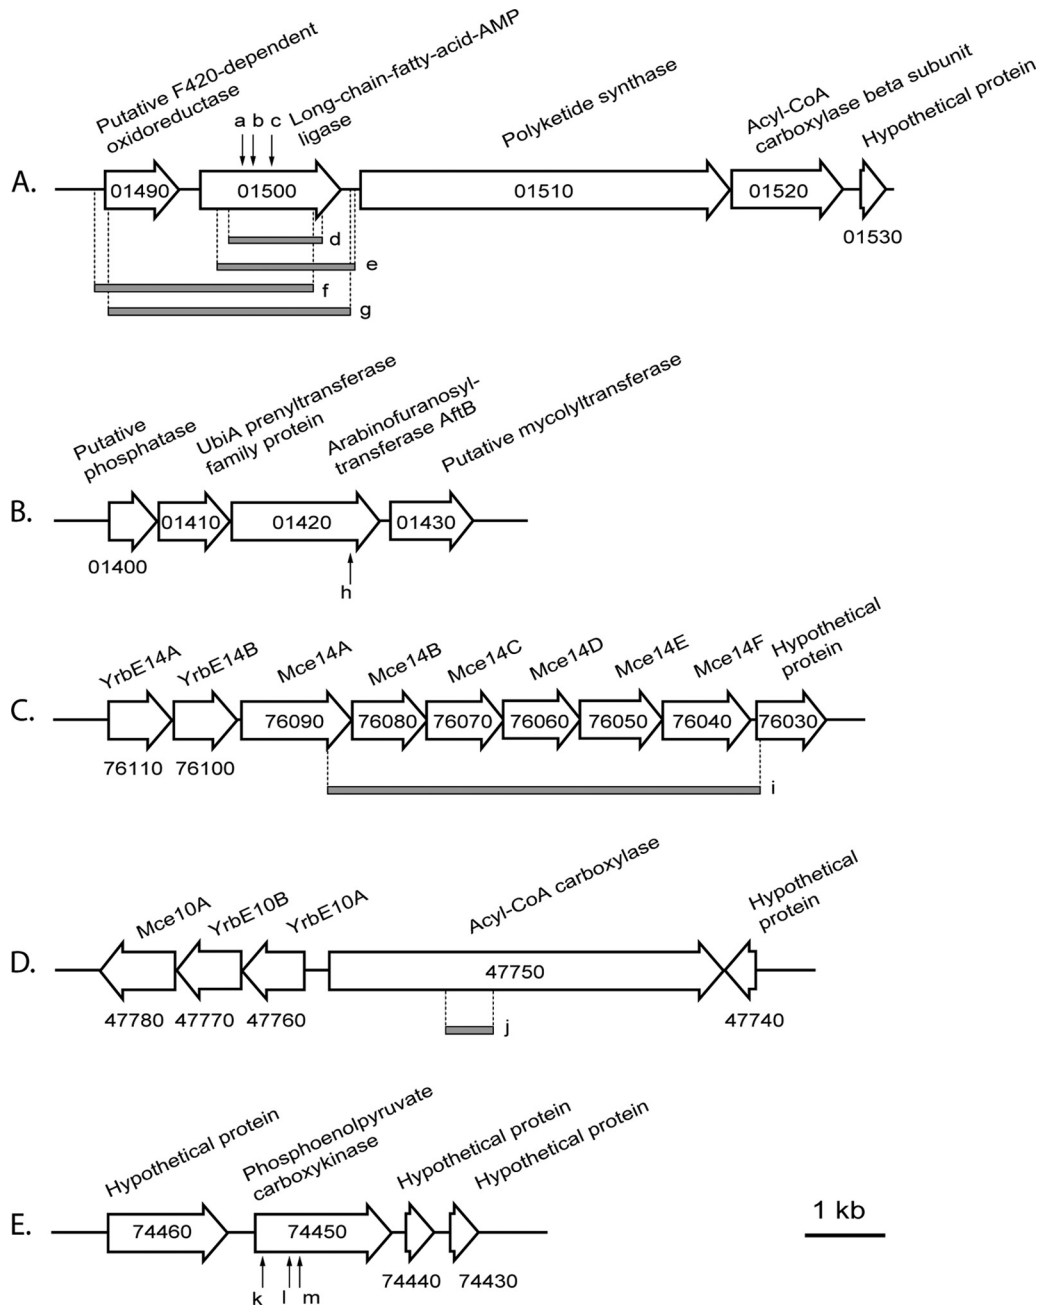 Putative F420-dependent
oxidoreductase
Long-chain-fatty-acid-AMP
ligase
Polyketide synthase
Acyl-CoA
carboxylase beta subunit
Hypothetical protein
a b c
A.
01490
01500
01510
01520
01530
d
e
f
g
Putative
phosphatase
UbiA prenyltransferase
family protein
Arabinofuranosyl-
transferase AftB
Putative mycolyltransferase
B.
01400
01410
01420
01430
h
YrbE14A
YrbE14B
Mce14A
Mce14B
Mce14C
Mce14D
Mce14E
Mce14F
Hypothetical
protein
C.
76110
76100
76090
76080
76070
76060
76050
76040
76030
i
Mce10A
YrbE10B
YrbE10A
Acyl-CoA carboxylase
Hypothetical
protein
D.
47780
47770
47760
47750
47740
j
Hypothetical protein
Phosphoenolpyruvate
carboxykinase
Hypothetical protein
Hypothetical protein
E.
74460
74450
74440
74430
k l m
1 kb